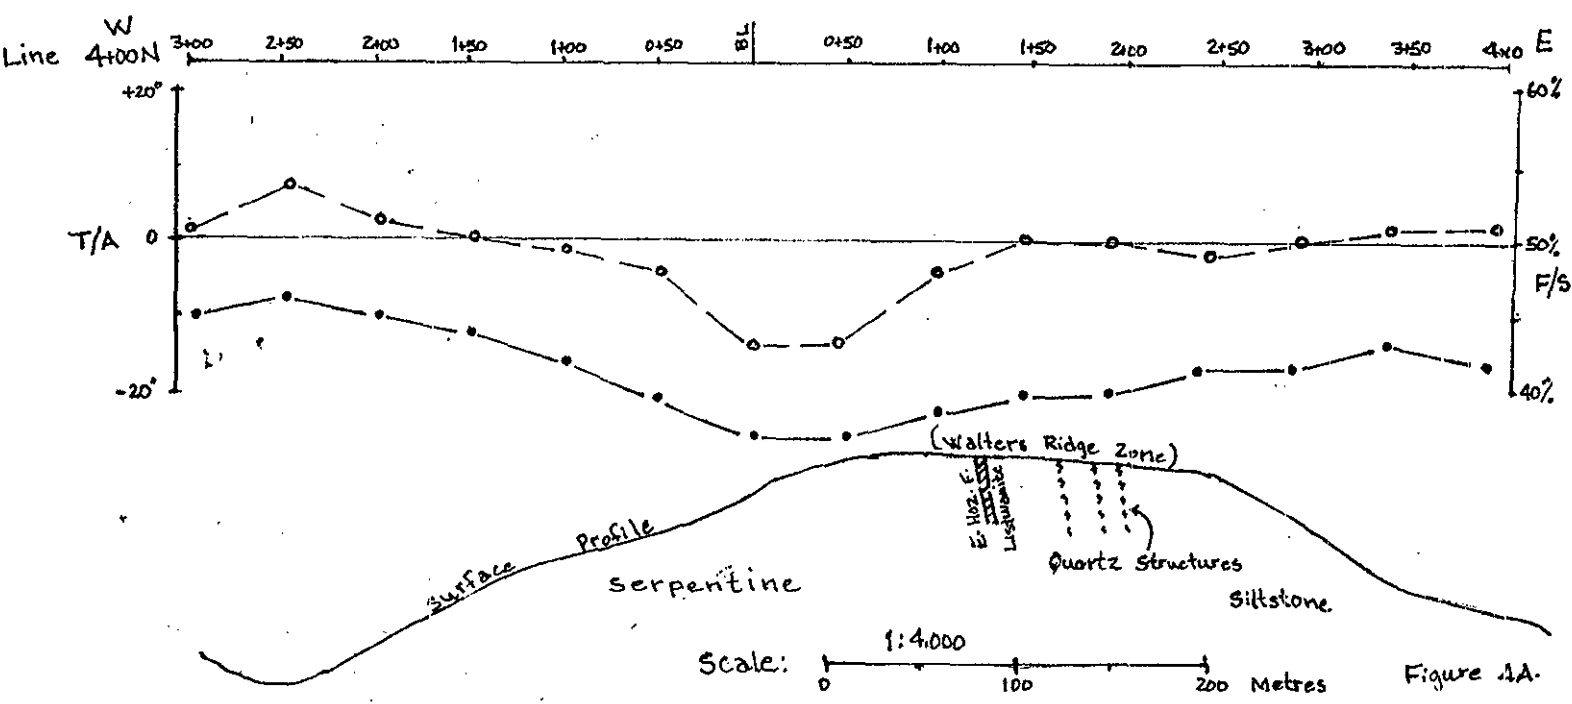 W
Line 4+00N 3+00 2+50 2+00 1+50 1+00 0+50 BL 0+50 1+00 1+50 2+00 2+50 3+00 3+50 4+00 E
+20° 60%
T/A 0 50%
F/S
-20° 40%
(Walters Ridge Zone)
Listwanite
Surface Profile
Quartz Structures
Serpentine
Siltstone
1:4,000
Scale:
0 100 200 Metres
Figure 1A.